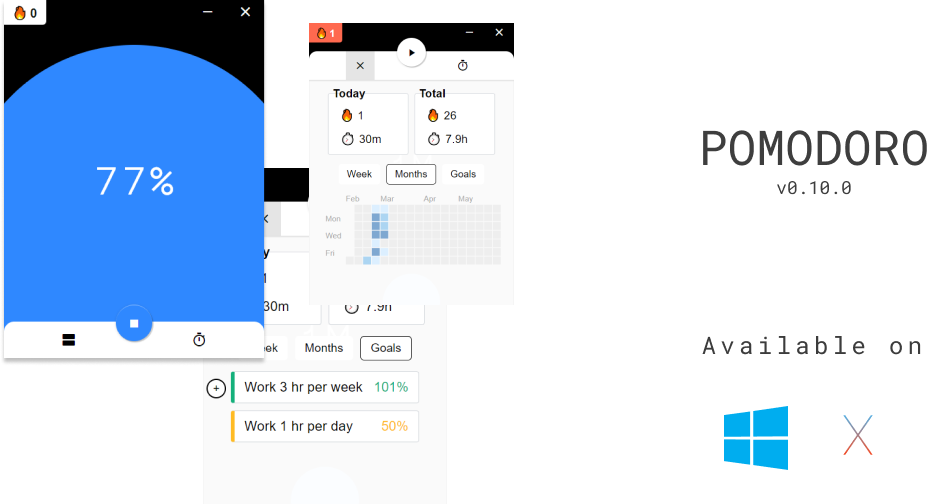 0
77%
1
Today
Total
1
26
30m
7.9h
Week
Months
Goals
Feb
Mar
Apr
May
Mon
Wed
Fri
30m
7.9h
Months
Goals
Work 3 hr per week
101%
Work 1 hr per day
50%
POMODORO
v0.10.0
Available on